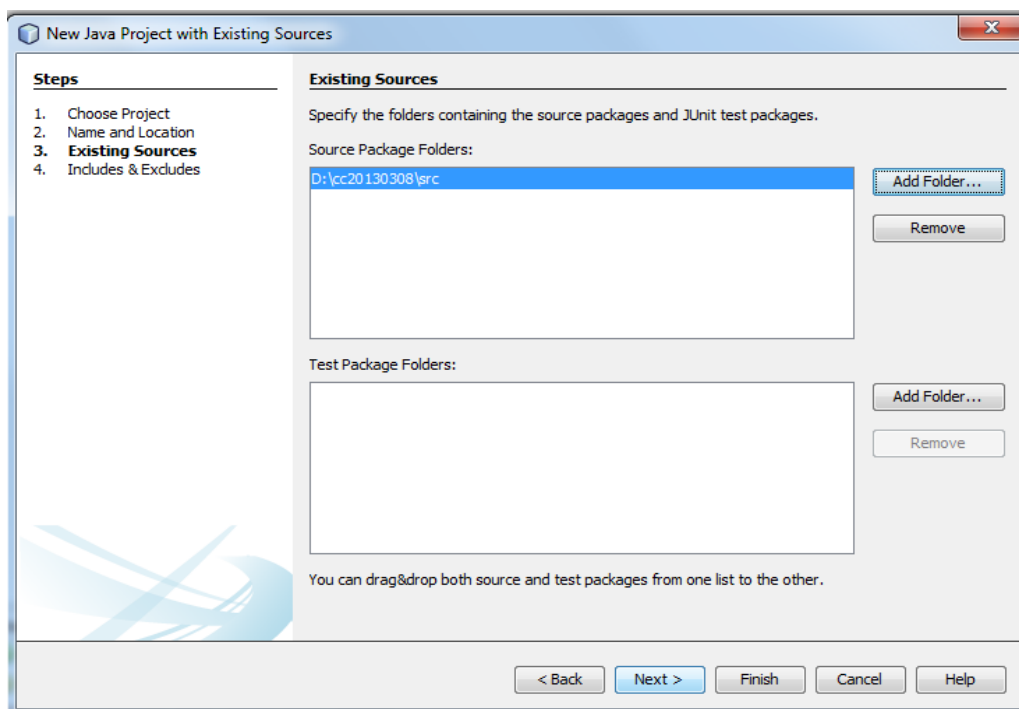 New Java Project with Existing Sources
Steps
1. Choose Project
2. Name and Location
3. Existing Sources
4. Includes & Excludes
Existing Sources
Specify the folders containing the source packages and JUnit test packages.
Source Package Folders:
D:\cc20130308\src
Add Folder...
Remove
Test Package Folders:
Add Folder...
Remove
You can drag&drop both source and test packages from one list to the other.
< Back
Next >
Finish
Cancel
Help